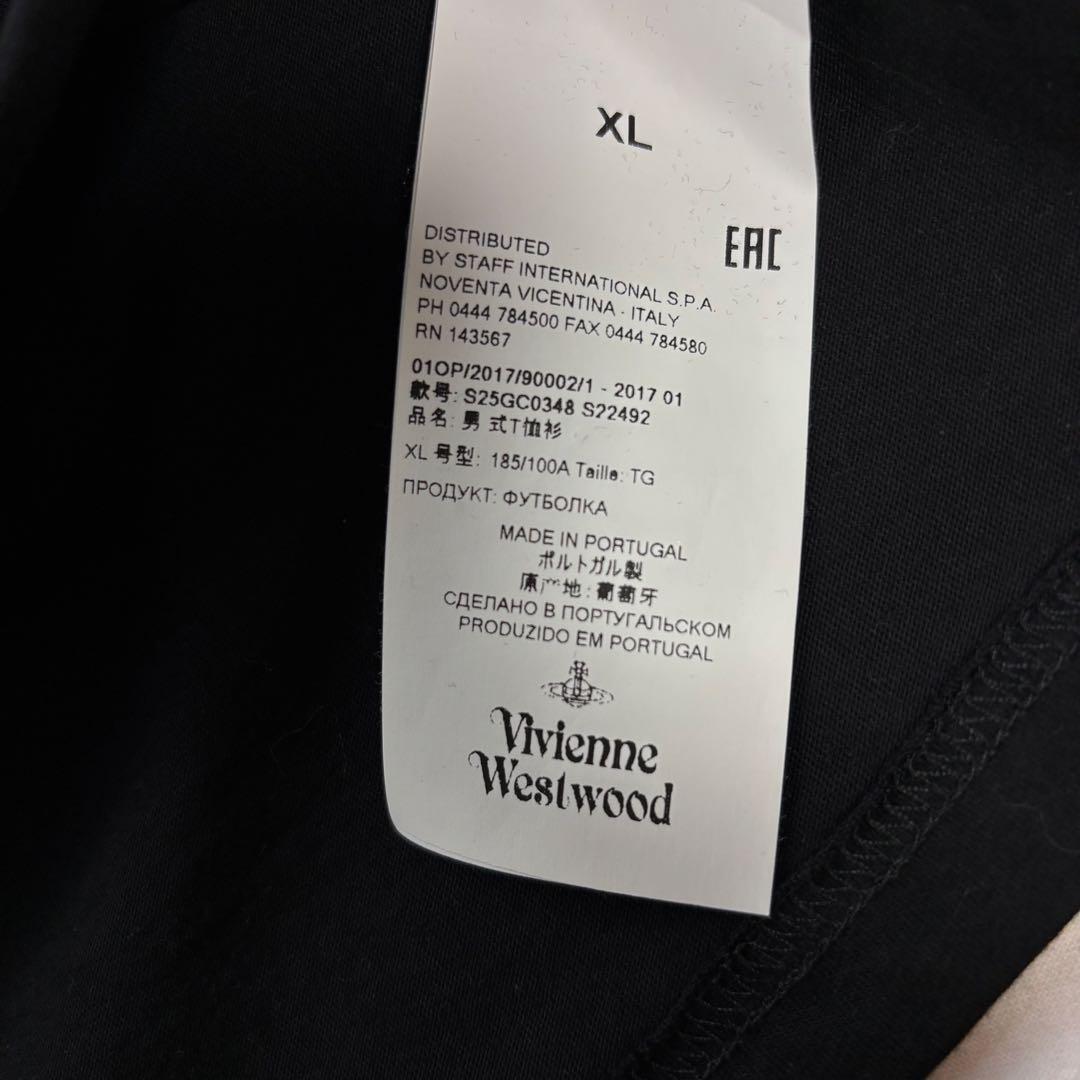 XL
EAC
DISTRIBUTED
BY STAFF INTERNATIONAL S.P.A.
NOVENTA VICENTINA - ITALY
PH 0444 784500 FAX 0444 784580
RN 143567
01OP/2017/90002/1 - 2017 01
款号: S25GC0348 S22492
品名: 男式T恤衫
XL 号型: 185/100A Taille: TG
ПРОДУКТ: ФУТБОЛКА
MADE IN PORTUGAL
ポルトガル製
原产地: 葡萄牙
СДЕЛАНО В ПОРТУГАЛЬСКОМ
PRODUZIDO EM PORTUGAL
Vivienne
Westwood